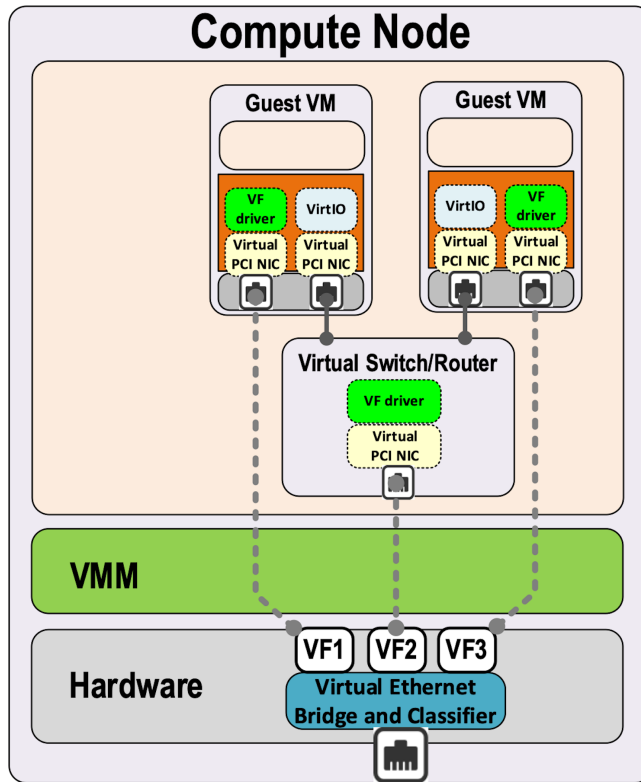 Compute Node
Guest VM
VF
driver
VirtIO
Virtual
PCI NIC
Virtual
PCI NIC
Guest VM
VirtIO
VF
driver
Virtual
PCI NIC
Virtual
PCI NIC
Virtual Switch/Router
VF driver
Virtual
PCI NIC
VMM
Hardware
VF1
VF2
VF3
Virtual Ethernet
Bridge and Classifier